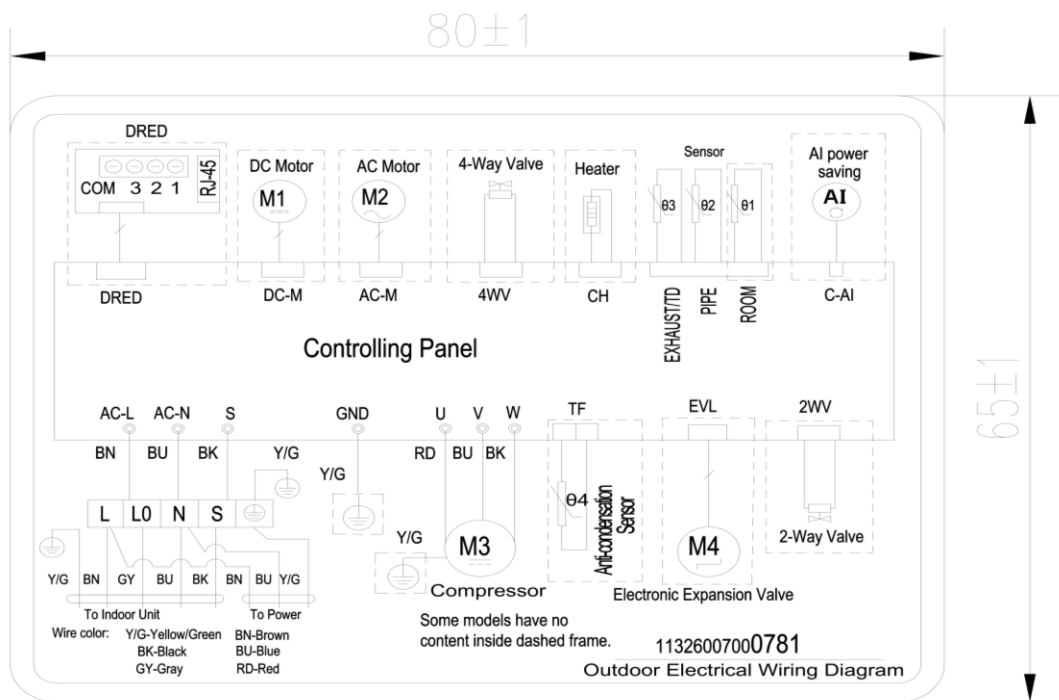 80±1
DRED
COM 3 2 1
RJ-45
DRED
DC Motor
M1
DC-M
AC Motor
M2
AC-M
4-Way Valve
4WV
Heater
CH
Sensor
θ3
θ2
θ1
EXHAUST/TD
PIPE
ROOM
AI power
saving
AI
C-AI
Controlling Panel
65±1
AC-L AC-N S GND U V W TF EVL 2WV
BN BU BK Y/G Y/G RD BU BK
L L0 N S
Y/G
θ4
Anti-condensation
Sensor
M3
Compressor
M4
Electronic Expansion Valve
2-Way Valve
Y/G BN GY BU BK BN BU Y/G
To Indoor Unit
To Power
Wire color: Y/G-Yellow/Green BN-Brown
BK-Black BU-Blue
GY-Gray RD-Red
Some models have no
content inside dashed frame.
11326007000781
Outdoor Electrical Wiring Diagram